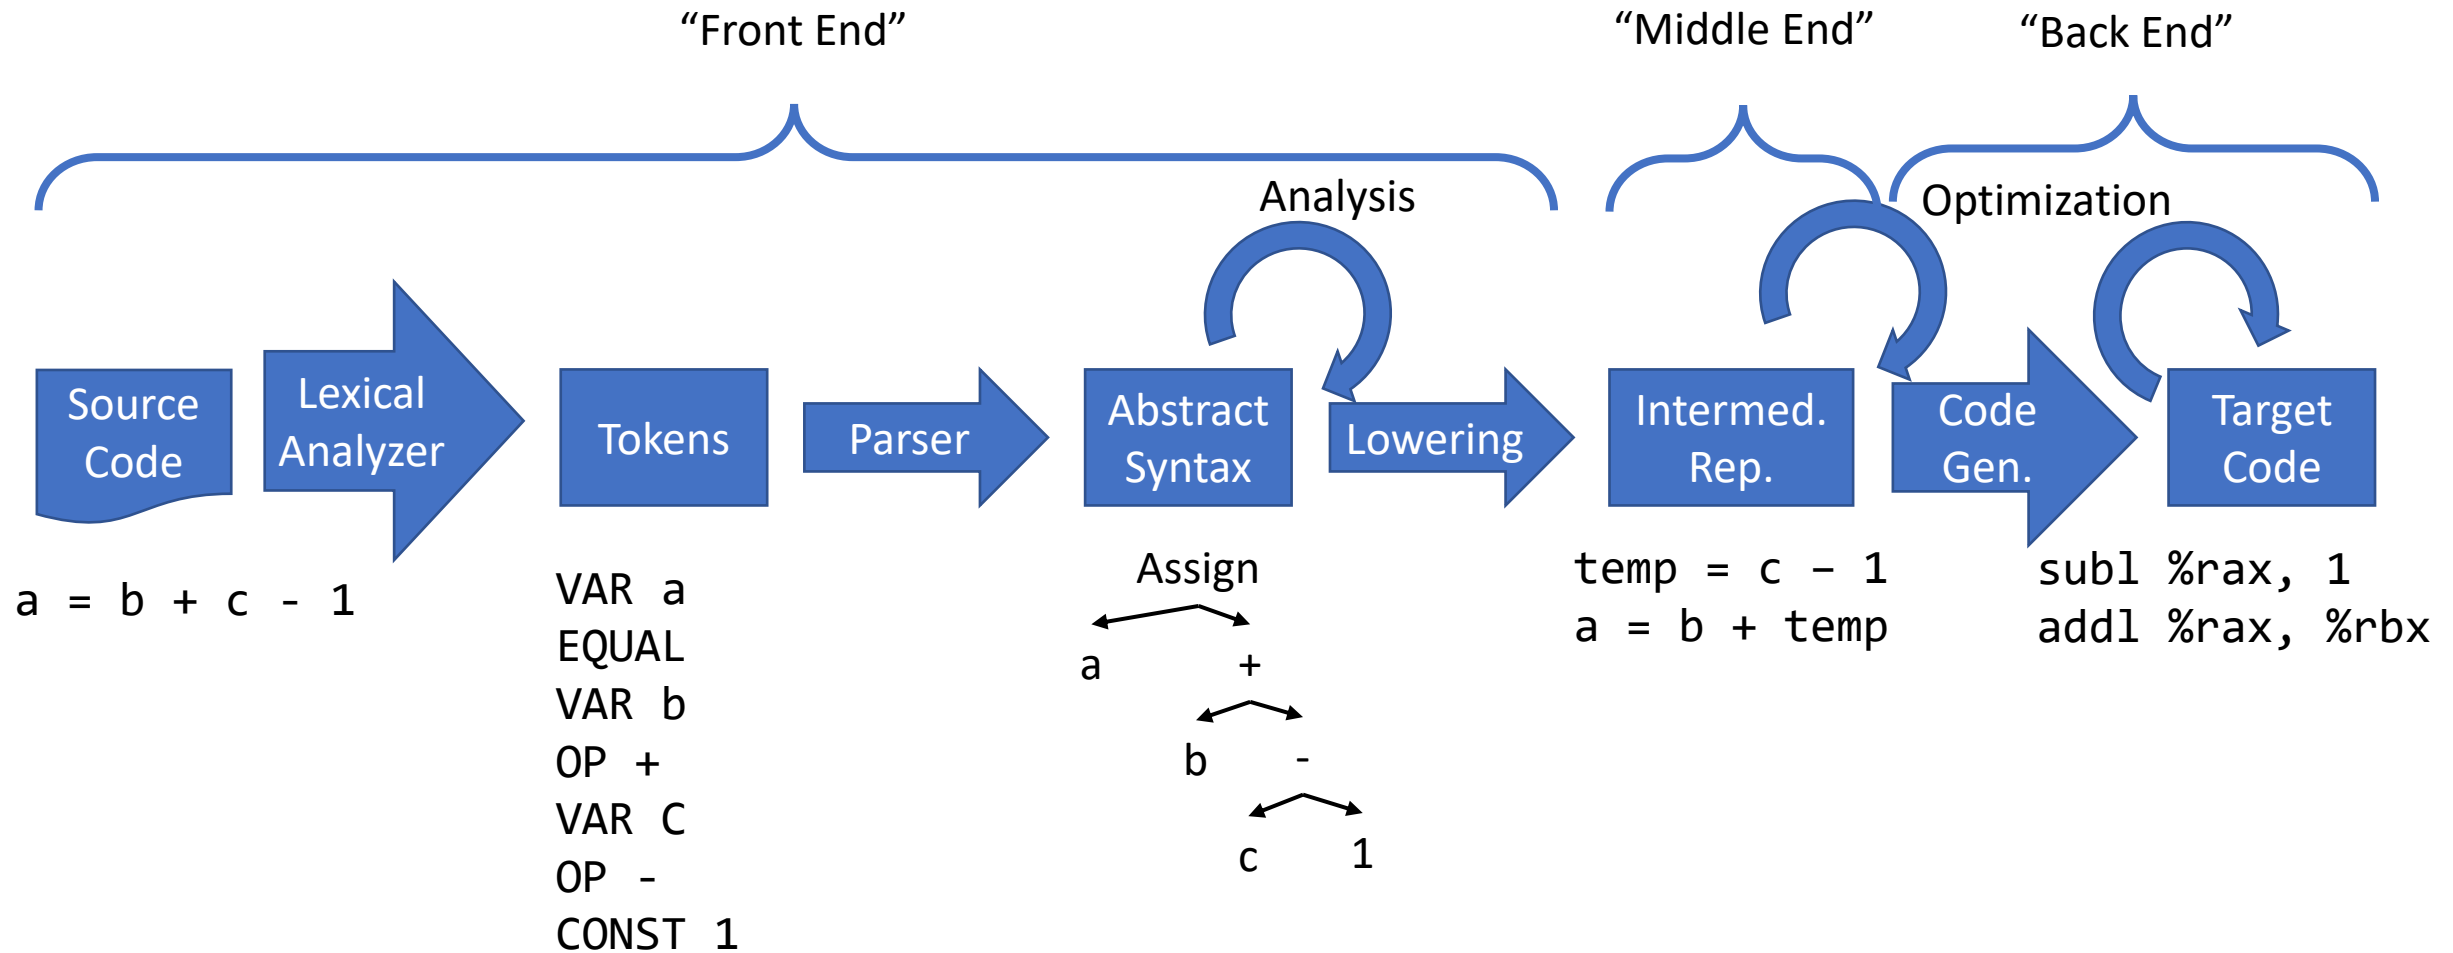 “Front End”
“Middle End”
“Back End”
Analysis
Optimization
Source
Code
Lexical
Analyzer
Tokens
Parser
Abstract
Syntax
Lowering
Intermed.
Rep.
Code
Gen.
Target
Code
a = b + c - 1
VAR a
EQUAL
VAR b
OP +
VAR C
OP -
CONST 1
Assign
a +
b -
c 1
temp = c – 1
a = b + temp
subl %rax, 1
addl %rax, %rbx